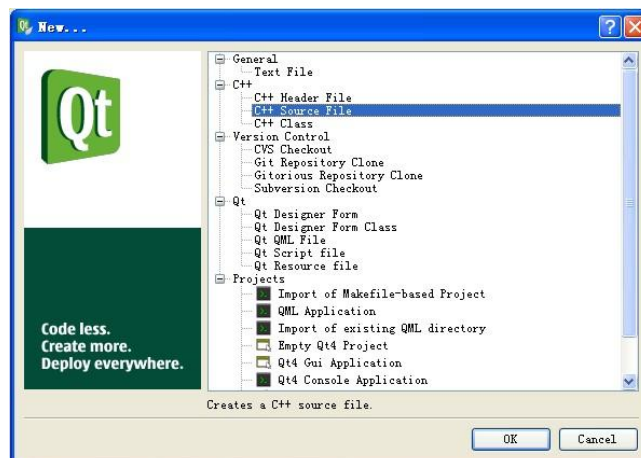 New...
Qt
Code less.
Create more.
Deploy everywhere.
General
Text File
C++
C++ Header File
C++ Source File
C++ Class
Version Control
CVS Checkout
Git Repository Clone
Gitorious Repository Clone
Subversion Checkout
Qt
Qt Designer Form
Qt Designer Form Class
Qt QML File
Qt Script file
Qt Resource file
Projects
Import of Makefile-based Project
QML Application
Import of existing QML directory
Empty Qt4 Project
Qt4 Gui Application
Qt4 Console Application
Creates a C++ source file.
OK
Cancel